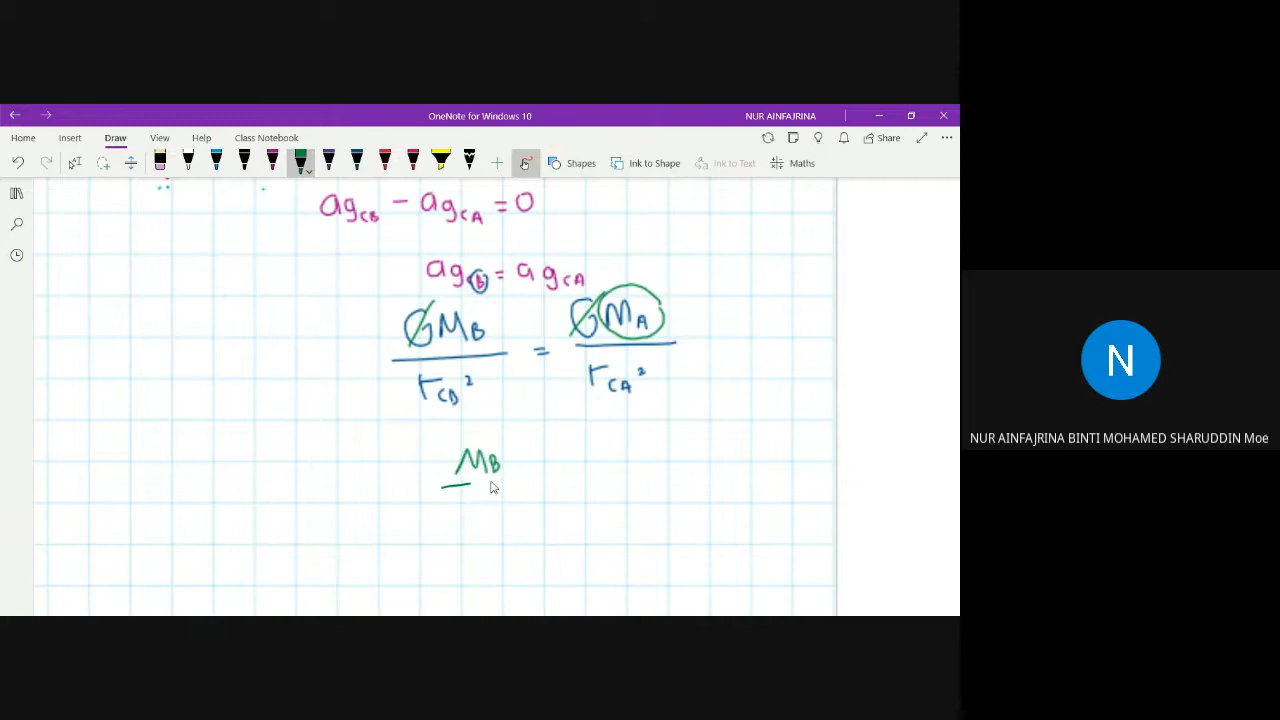 OneNote for Windows 10
NUR AINFAJRINA
Home Insert Draw View Help Class Notebook
Share
Shapes Ink to Shape Ink to Text Maths
ag_CB - ag_CA = 0
ag_CB = ag_CA
GM_B / r_CB² = GM_A / r_CA²
M_B
N
NUR AINFAJRINA BINTI MOHAMED SHARUDDIN Moe